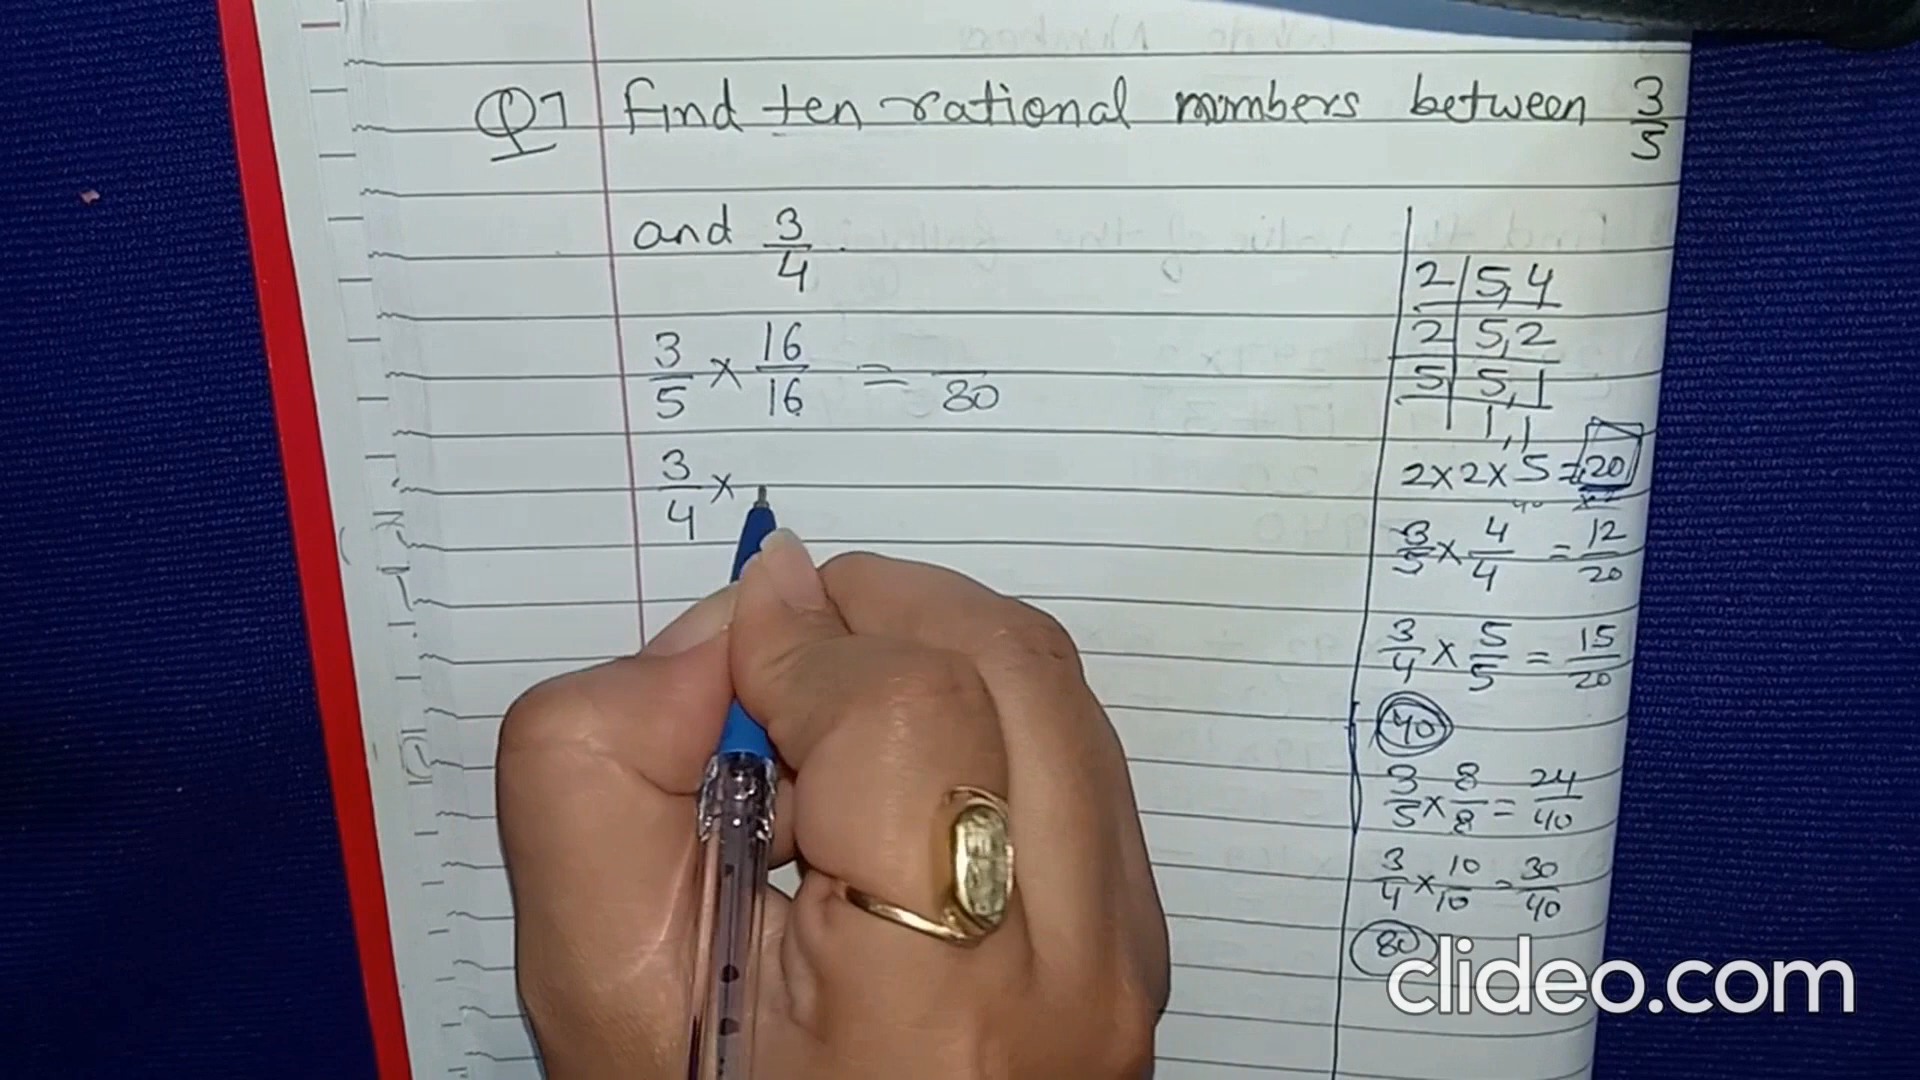 Q7 Find ten rational numbers between 3/5
and 3/4.
3/5 × 16/16 = /80
3/4 ×
2 | 5, 4
2 | 5, 2
5 | 5, 1
1, 1
2×2×5 = 20
40 ×2
3/5 × 4/4 = 12/20
3/4 × 5/5 = 15/20
40
3/5 × 8/8 = 24/40
3/4 × 10/10 = 30/40
80
clideo.com